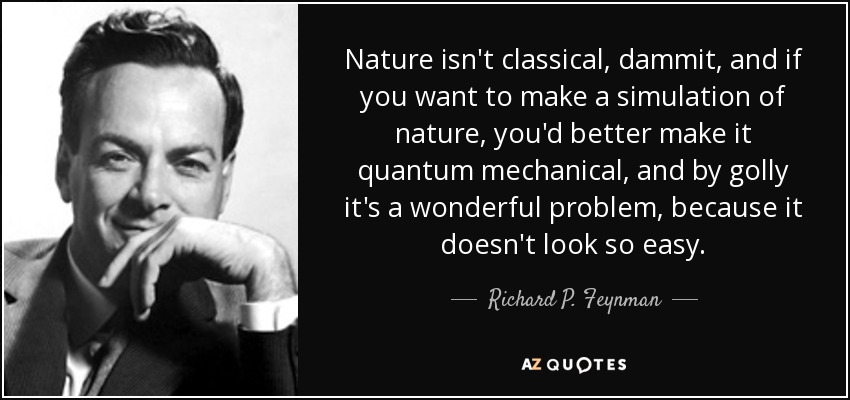 Nature isn't classical, dammit, and if
you want to make a simulation of
nature, you'd better make it
quantum mechanical, and by golly
it's a wonderful problem, because it
doesn't look so easy.
Richard P. Feynman
AZ QUOTES